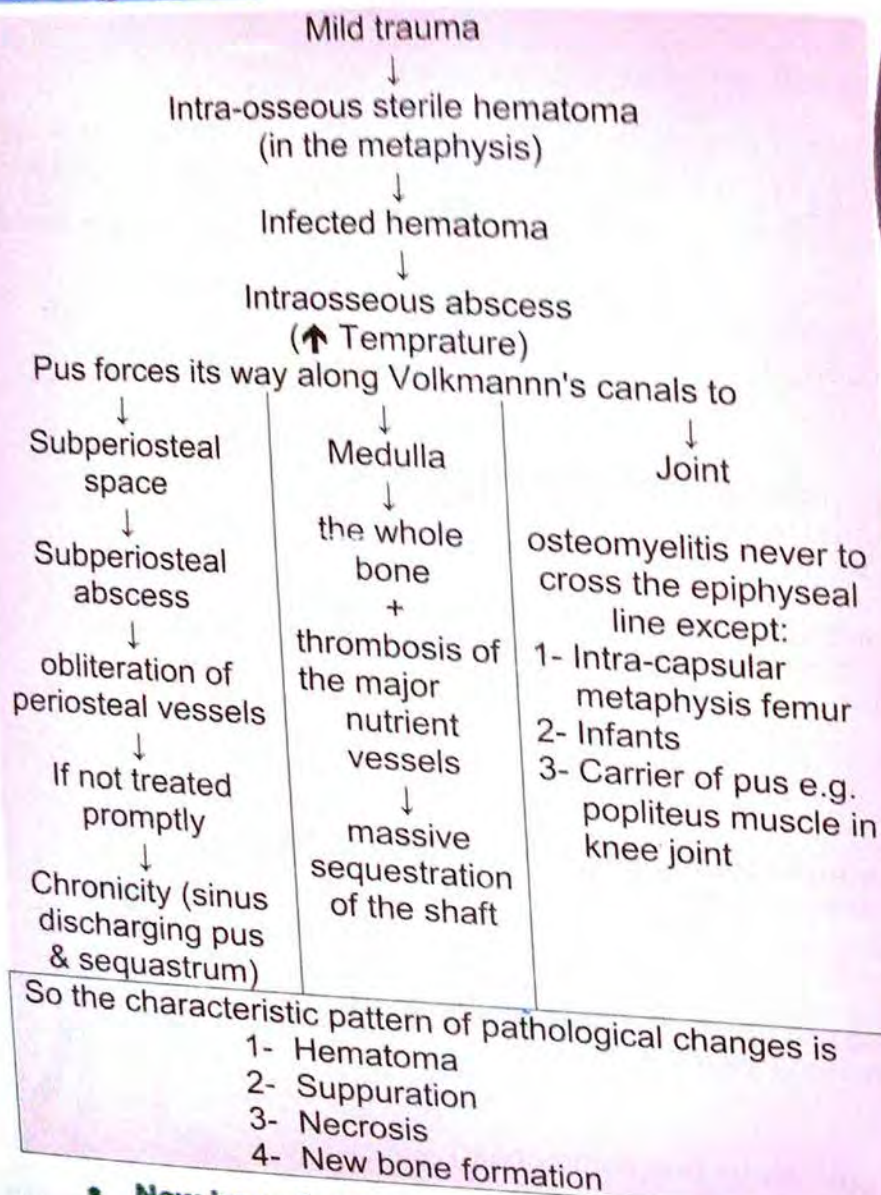 Mild trauma
↓
Intra-osseous sterile hematoma
(in the metaphysis)
↓
Infected hematoma
↓
Intraosseous abscess
(↑ Temprature)
Pus forces its way along Volkmannn's canals to
↓
Subperiosteal
space
↓
Subperiosteal
abscess
↓
obliteration of
periosteal vessels
↓
If not treated
promptly
↓
Chronicity (sinus
discharging pus
& sequastrum)
↓
Medulla
↓
the whole
bone
+
thrombosis of
the major
nutrient
vessels
↓
massive
sequestration
of the shaft
↓
Joint
osteomyelitis never to
cross the epiphyseal
line except:
1- Intra-capsular
metaphysis femur
2- Infants
3- Carrier of pus e.g.
popliteus muscle in
knee joint
So the characteristic pattern of pathological changes is
1- Hematoma
2- Suppuration
3- Necrosis
4- New bone formation